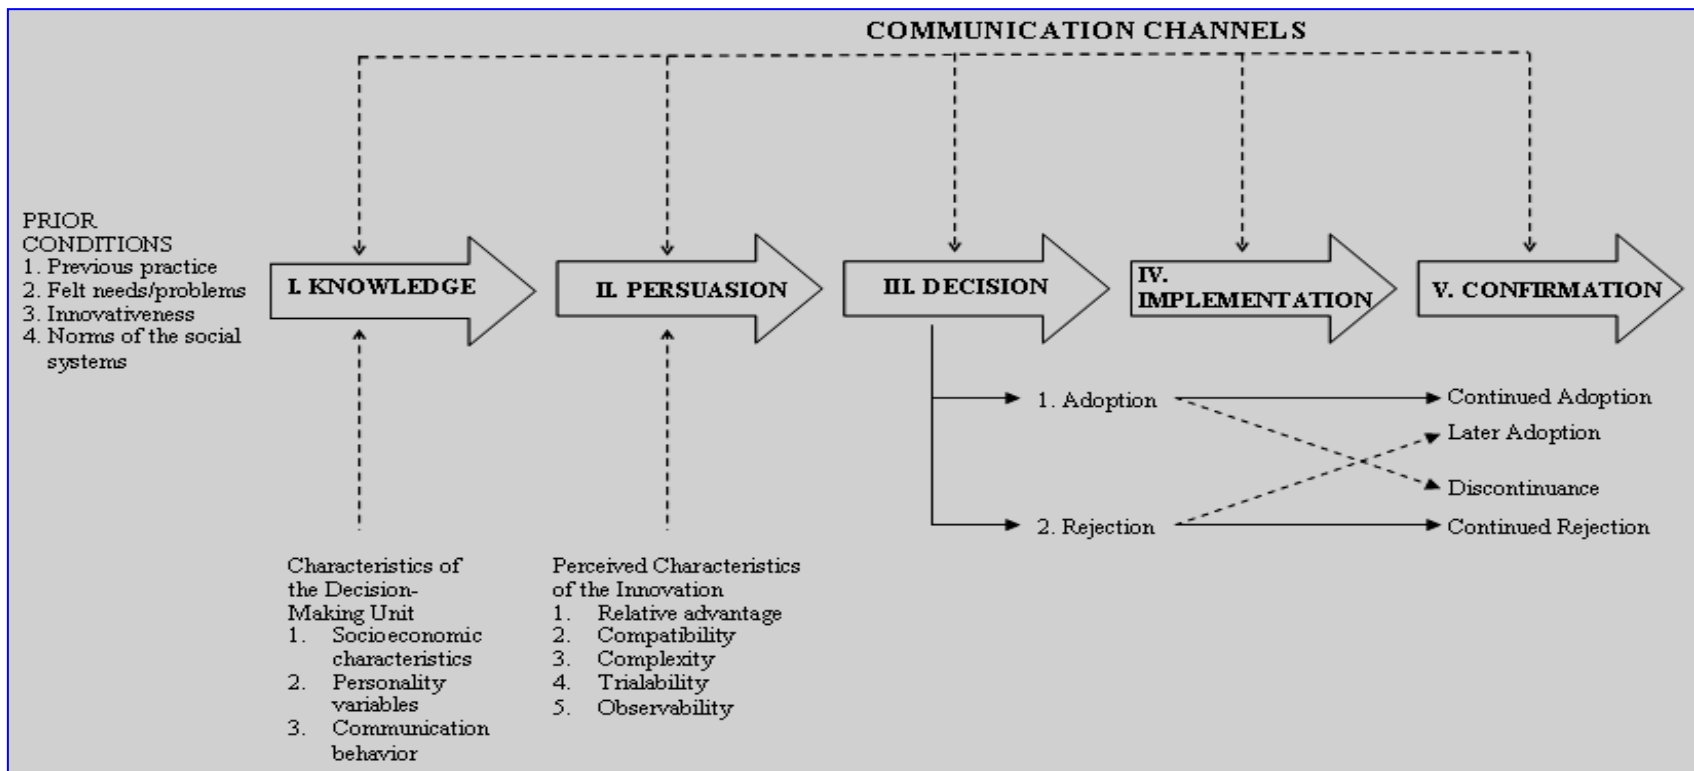 COMMUNICATION CHANNELS
PRIOR
CONDITIONS
1. Previous practice
2. Felt needs/problems
3. Innovativeness
4. Norms of the social
systems
I. KNOWLEDGE
II. PERSUASION
III. DECISION
IV.
IMPLEMENTATION
V. CONFIRMATION
1. Adoption
2. Rejection
Continued Adoption
Later Adoption
Discontinuance
Continued Rejection
Characteristics of
the Decision-
Making Unit
1. Socioeconomic
characteristics
2. Personality
variables
3. Communication
behavior
Perceived Characteristics
of the Innovation
1. Relative advantage
2. Compatibility
3. Complexity
4. Trialability
5. Observability